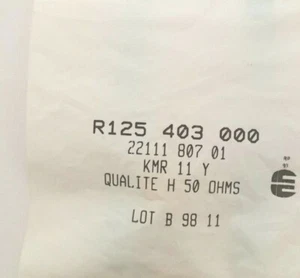 R125 403 000
22111 807 01
KMR 11 Y
QUALITE H 50 OHMS
LOT B 98 11